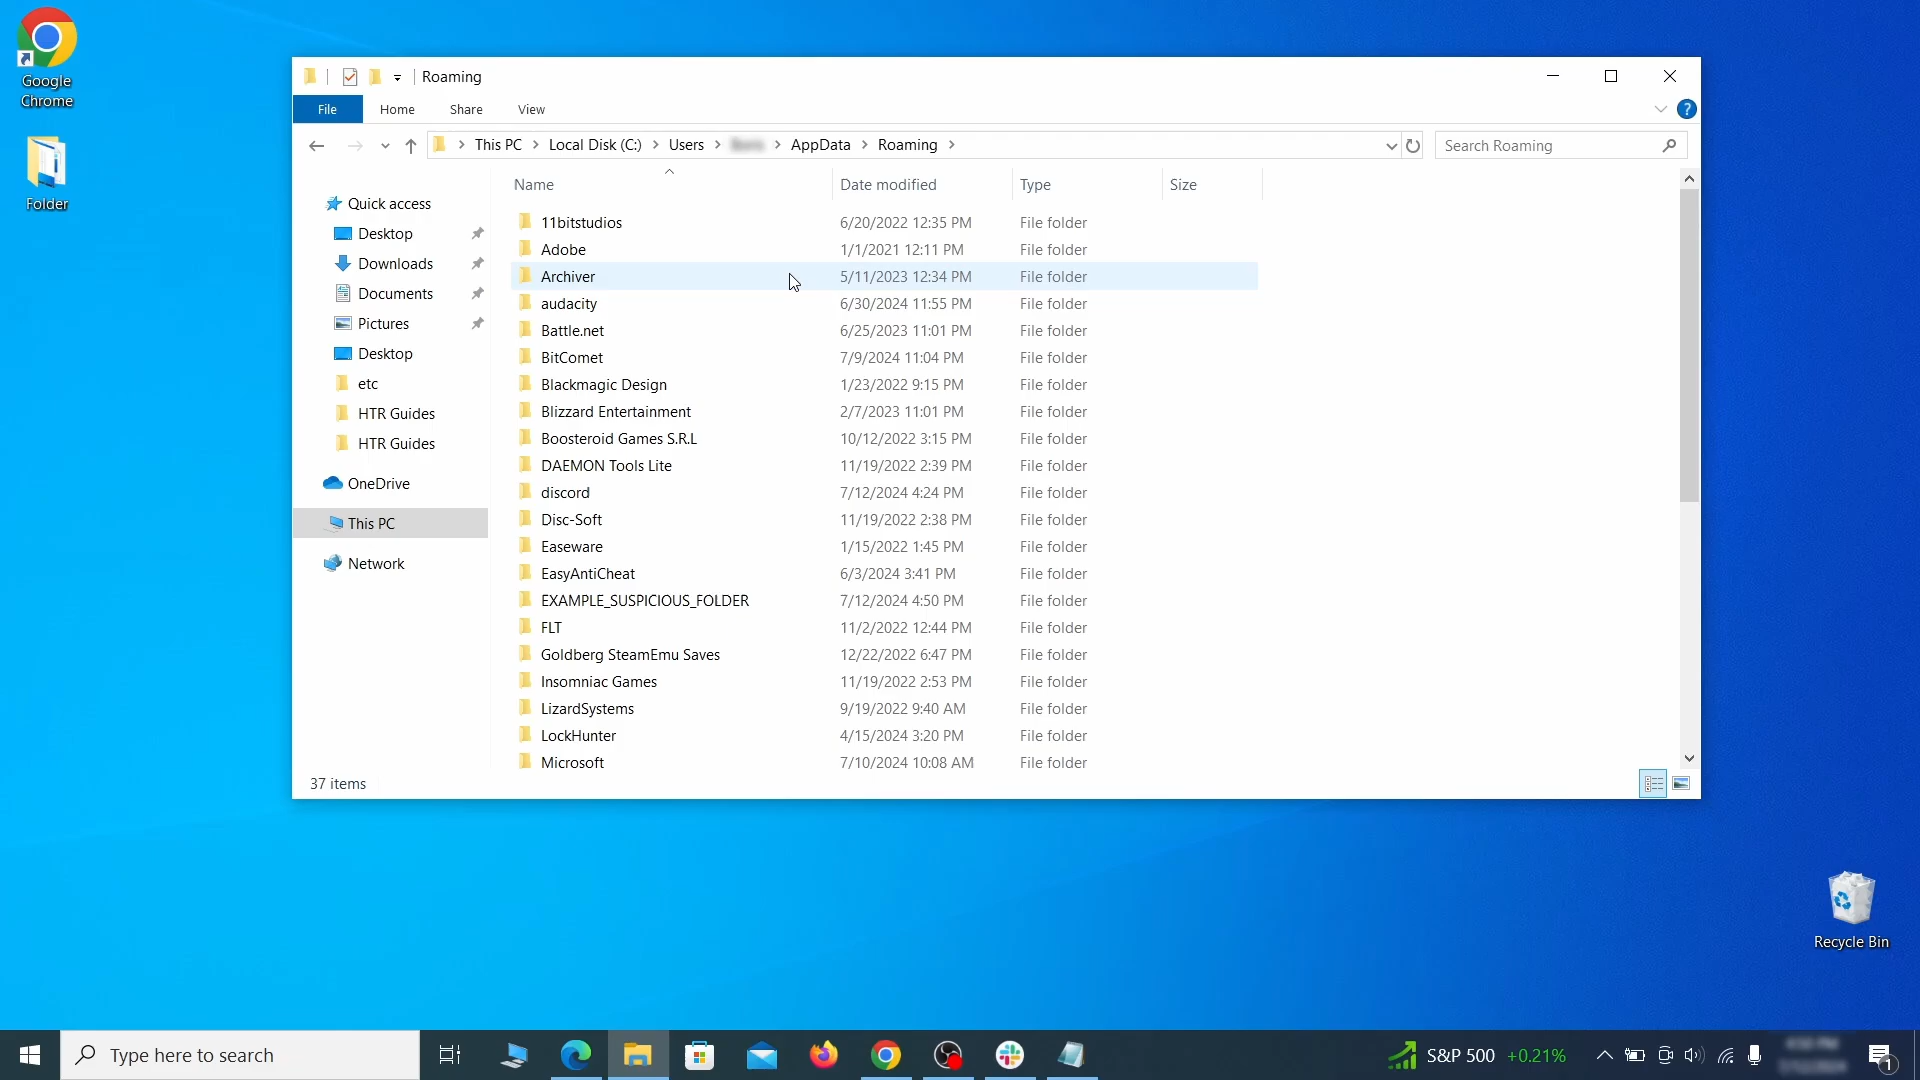 Google
Chrome
Folder
Roaming
File Home Share View
This PC Local Disk (C:) Users AppData Roaming
Search Roaming
Name Date modified Type Size
Quick access
Desktop
Downloads
Documents
Pictures
Desktop
etc
HTR Guides
HTR Guides
OneDrive
This PC
Network
11bitstudios 6/20/2022 12:35 PM File folder
Adobe 1/1/2021 12:11 PM File folder
Archiver 5/11/2023 12:34 PM File folder
audacity 6/30/2024 11:55 PM File folder
Battle.net 6/25/2023 11:01 PM File folder
BitComet 7/9/2024 11:04 PM File folder
Blackmagic Design 1/23/2022 9:15 PM File folder
Blizzard Entertainment 2/7/2023 11:01 PM File folder
Boosteroid Games S.R.L 10/12/2022 3:15 PM File folder
DAEMON Tools Lite 11/19/2022 2:39 PM File folder
discord 7/12/2024 4:24 PM File folder
Disc-Soft 11/19/2022 2:38 PM File folder
Easeware 1/15/2022 1:45 PM File folder
EasyAntiCheat 6/3/2024 3:41 PM File folder
EXAMPLE_SUSPICIOUS_FOLDER 7/12/2024 4:50 PM File folder
FLT 11/2/2022 12:44 PM File folder
Goldberg SteamEmu Saves 12/22/2022 6:47 PM File folder
Insomniac Games 11/19/2022 2:53 PM File folder
LizardSystems 9/19/2022 9:40 AM File folder
LockHunter 4/15/2024 3:20 PM File folder
Microsoft 7/10/2024 10:08 AM File folder
37 items
Recycle Bin
Type here to search
S&P 500 +0.21%
1